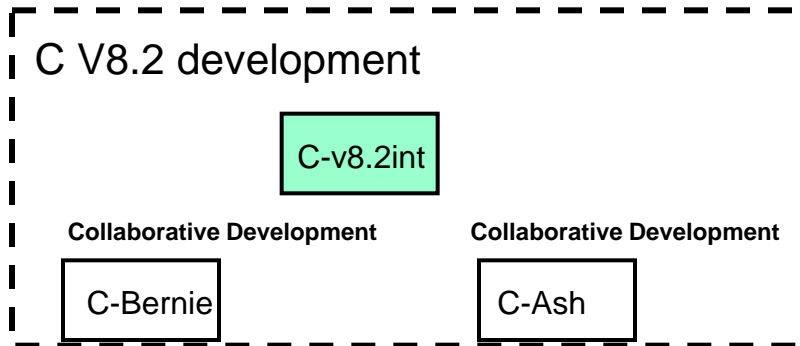 C V8.2 development
C-v8.2int
Collaborative Development
Collaborative Development
C-Bernie
C-Ash